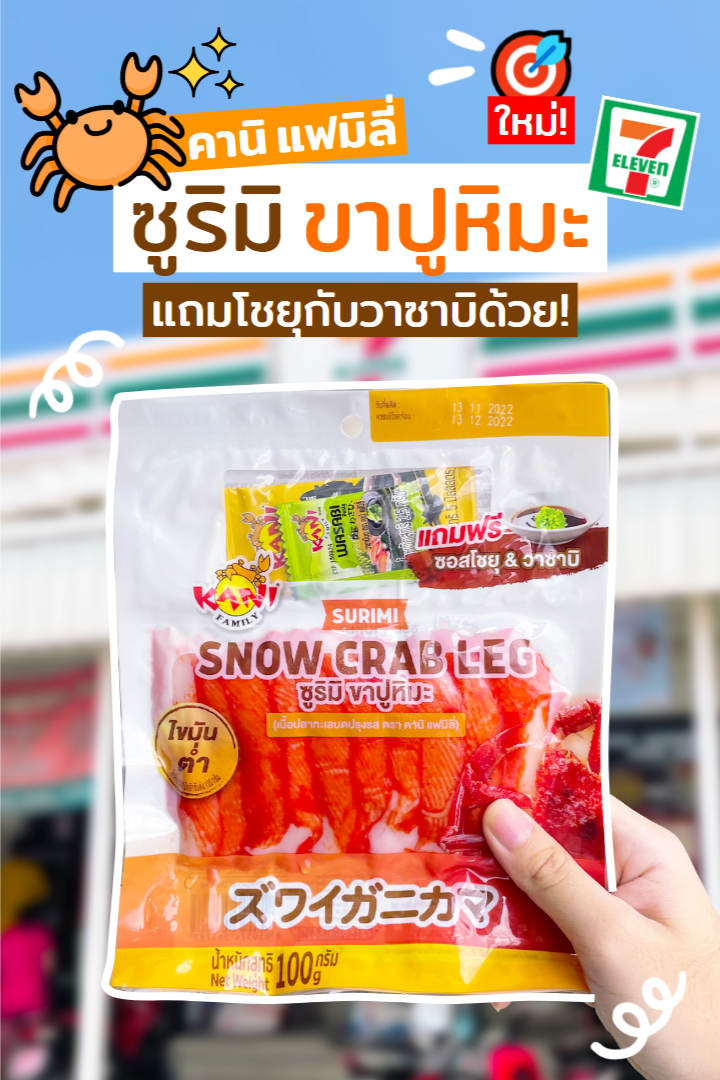 ใหม่!
คานิ แฟมิลี่
7
ELEVEN
®
ซูริมิ ขาปูหิมะ
แถมโชยุกับวาซาบิด้วย!
13 11 2022
13 12 2022
KANI
WASABI
แถมฟรี
ซอสโชยุ & วาซาบิ
KANI
FAMILY
SURIMI
SNOW CRAB LEG
ซูริมิ ขาปูหิมะ
(เนื้อปลาทะเลบดปรุงรส ตรา คานิ แฟมิลี่)
ไขมัน
ต่ำ
ズワイガニカマ
น้ำหนักสุทธิ 100 กรัม
Net Weight g